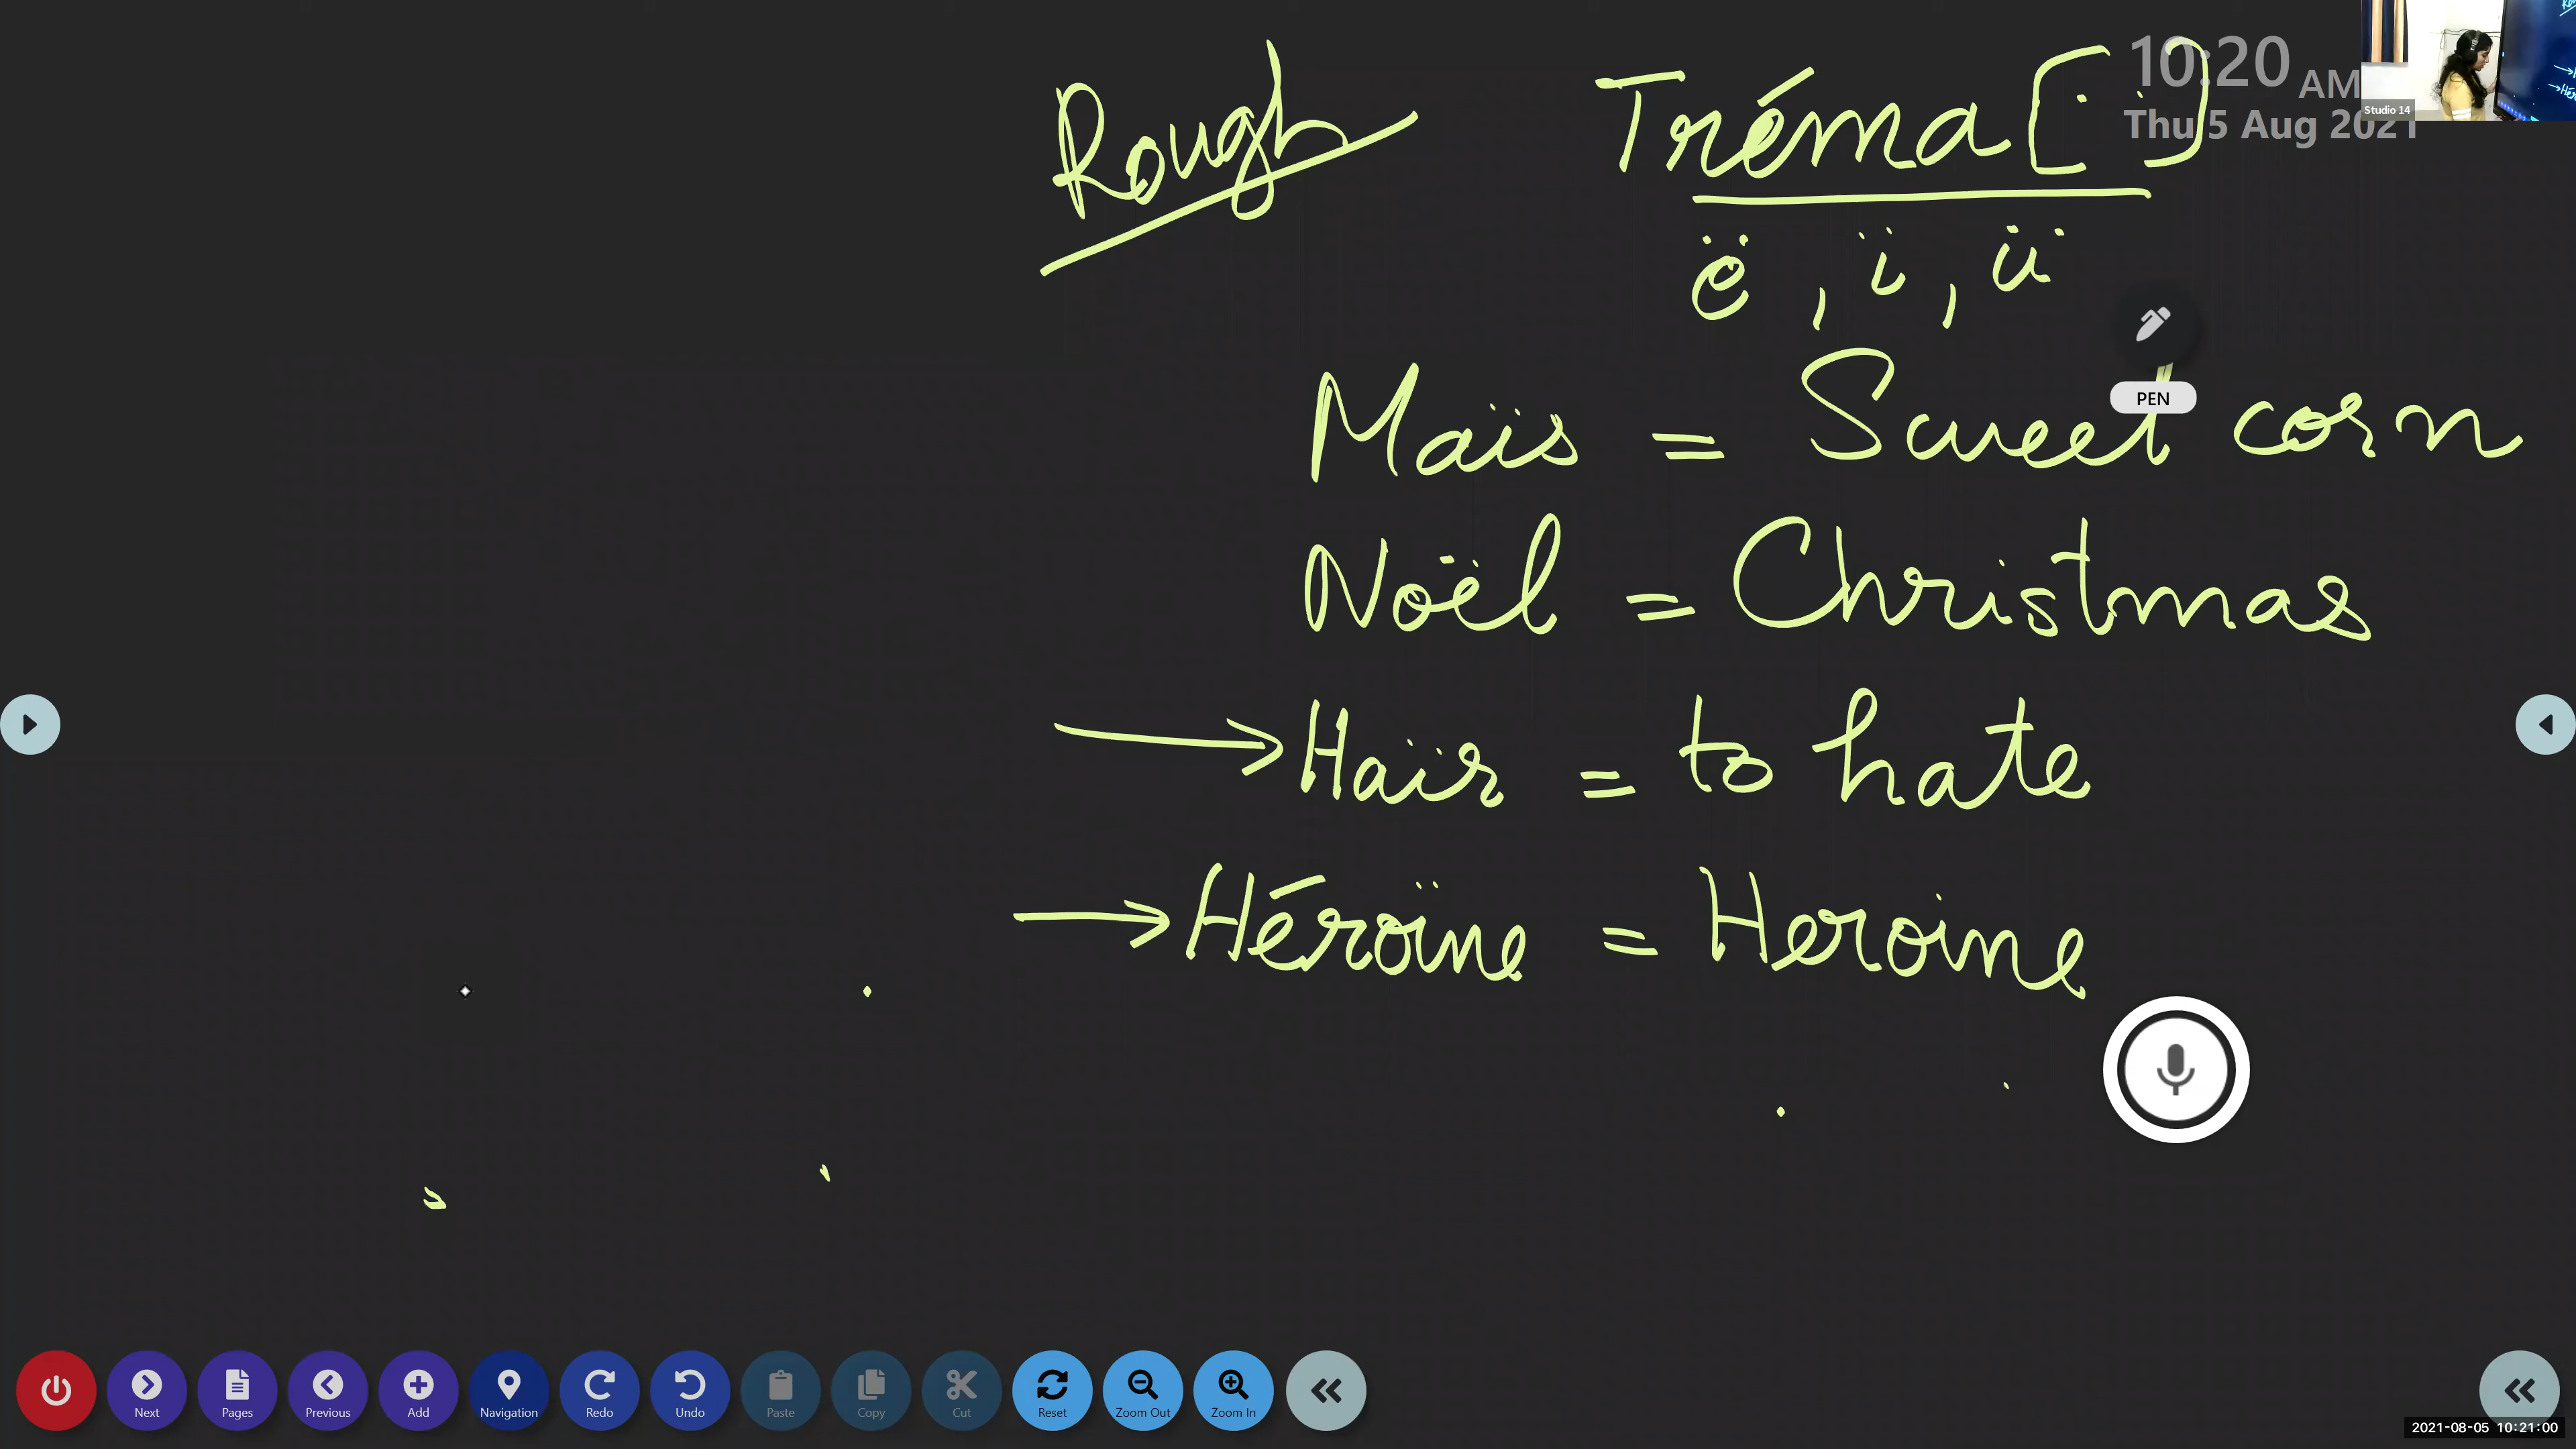 Rough
Tréma [¨]
ë, ï, ü
Maïs = Sweet corn
Noël = Christmas
→ Haïr = to hate
→ Héroïne = Heroine
10:20 AM
Thu 5 Aug 2021
Studio 14
PEN
Next
Pages
Previous
Add
Navigation
Redo
Undo
Paste
Copy
Cut
Reset
Zoom Out
Zoom In
2021-08-05 10:21:00